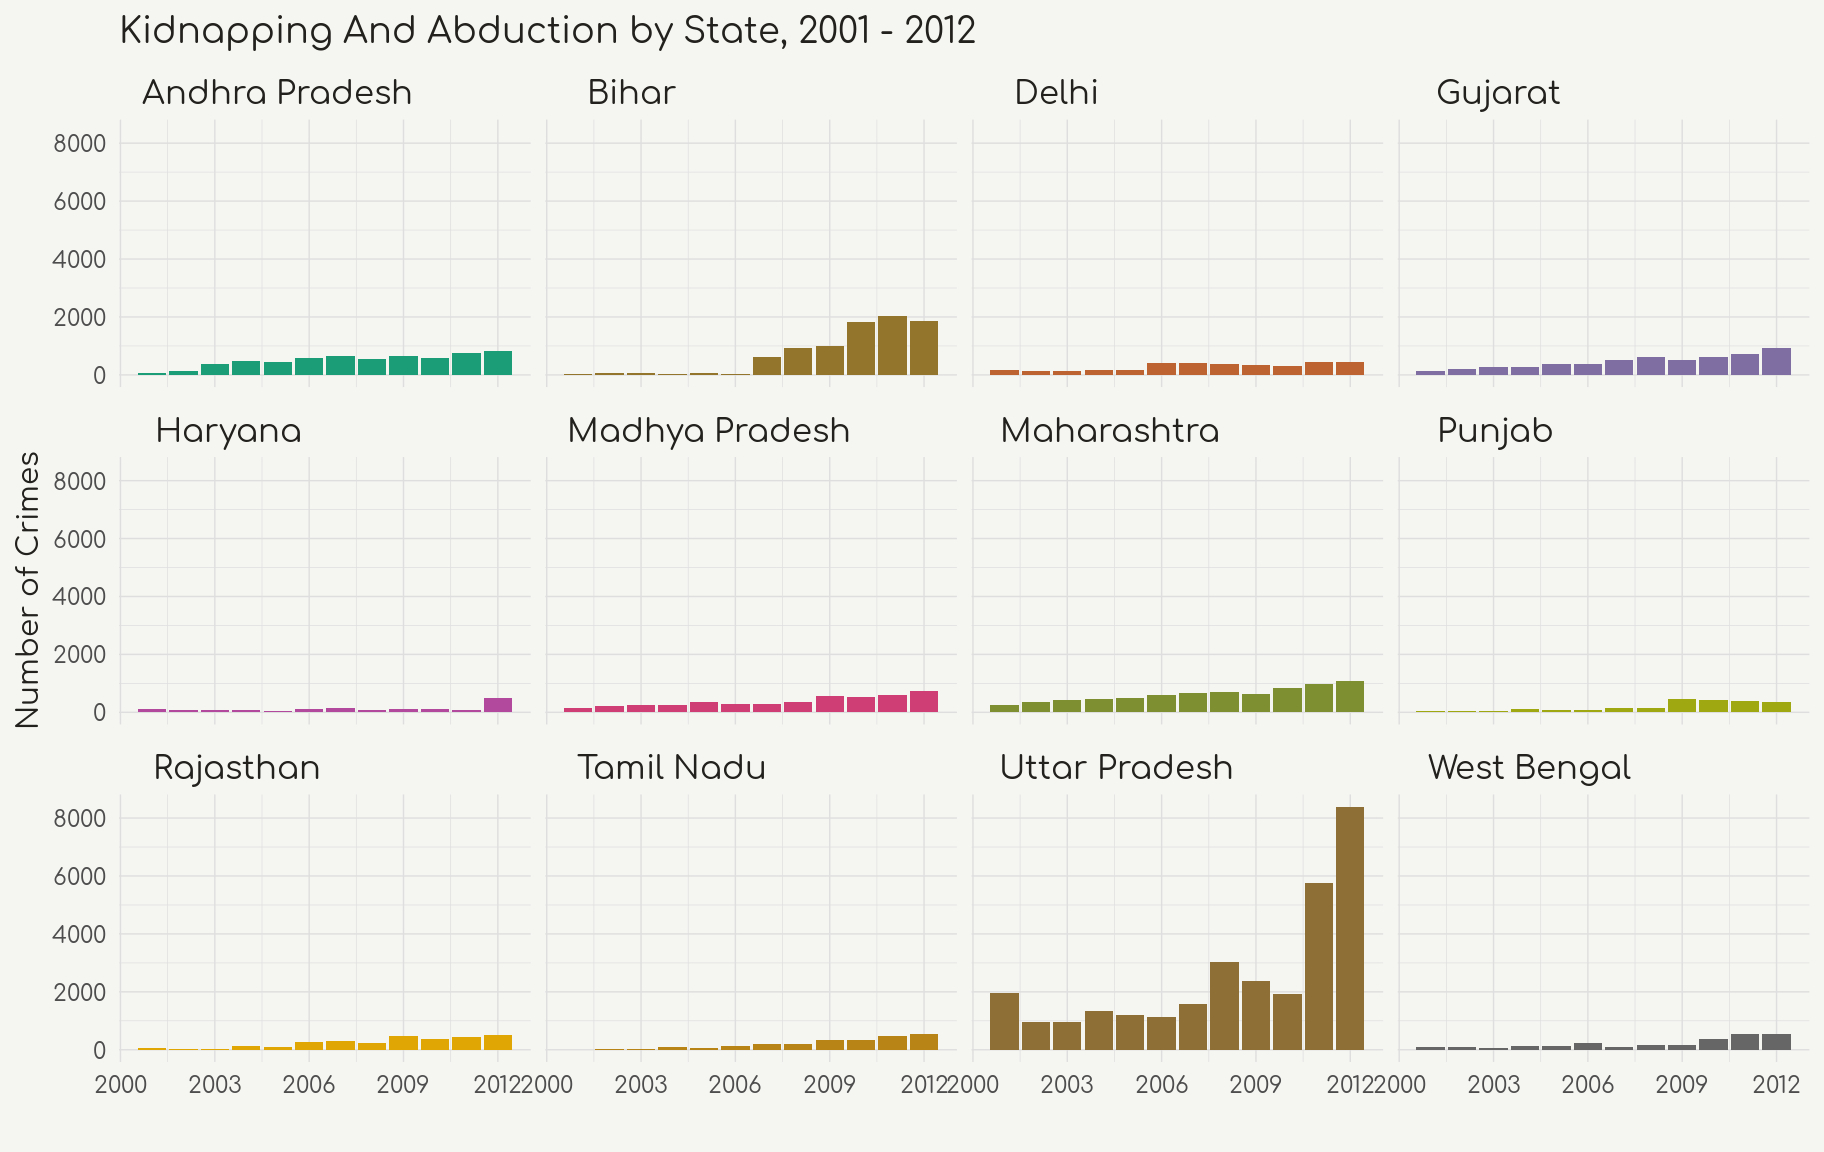 Kidnapping And Abduction by State, 2001 - 2012
Andhra Pradesh Bihar Delhi Gujarat
8000
6000
4000
2000
0
Haryana Madhya Pradesh Maharashtra Punjab
8000
6000
4000
2000
0
Number of Crimes
Rajasthan Tamil Nadu Uttar Pradesh West Bengal
8000
6000
4000
2000
0
2000 2003 2006 2009 2012 2000 2003 2006 2009 2012 2000 2003 2006 2009 2012 2000 2003 2006 2009 2012